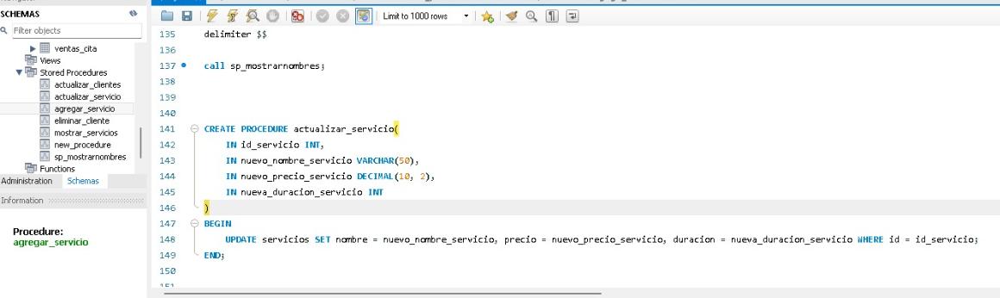 SCHEMAS
Filter objects
ventas_cita
Views
Stored Procedures
actualizar_clientes
actualizar_servicio
agregar_servicio
eliminar_cliente
mostrar_servicios
new_procedure
sp_mostrarnombres
Functions
Administration Schemas
Information
Procedure:
agregar_servicio
Limit to 1000 rows
135 delimiter $$
136
137 call sp_mostrarnombres;
138
139
140
141 CREATE PROCEDURE actualizar_servicio(
142 IN id_servicio INT,
143 IN nuevo_nombre_servicio VARCHAR(50),
144 IN nuevo_precio_servicio DECIMAL(10, 2),
145 IN nueva_duracion_servicio INT
146 )
147 BEGIN
148 UPDATE servicios SET nombre = nuevo_nombre_servicio, precio = nuevo_precio_servicio, duracion = nueva_duracion_servicio WHERE id = id_servicio;
149 END;
150